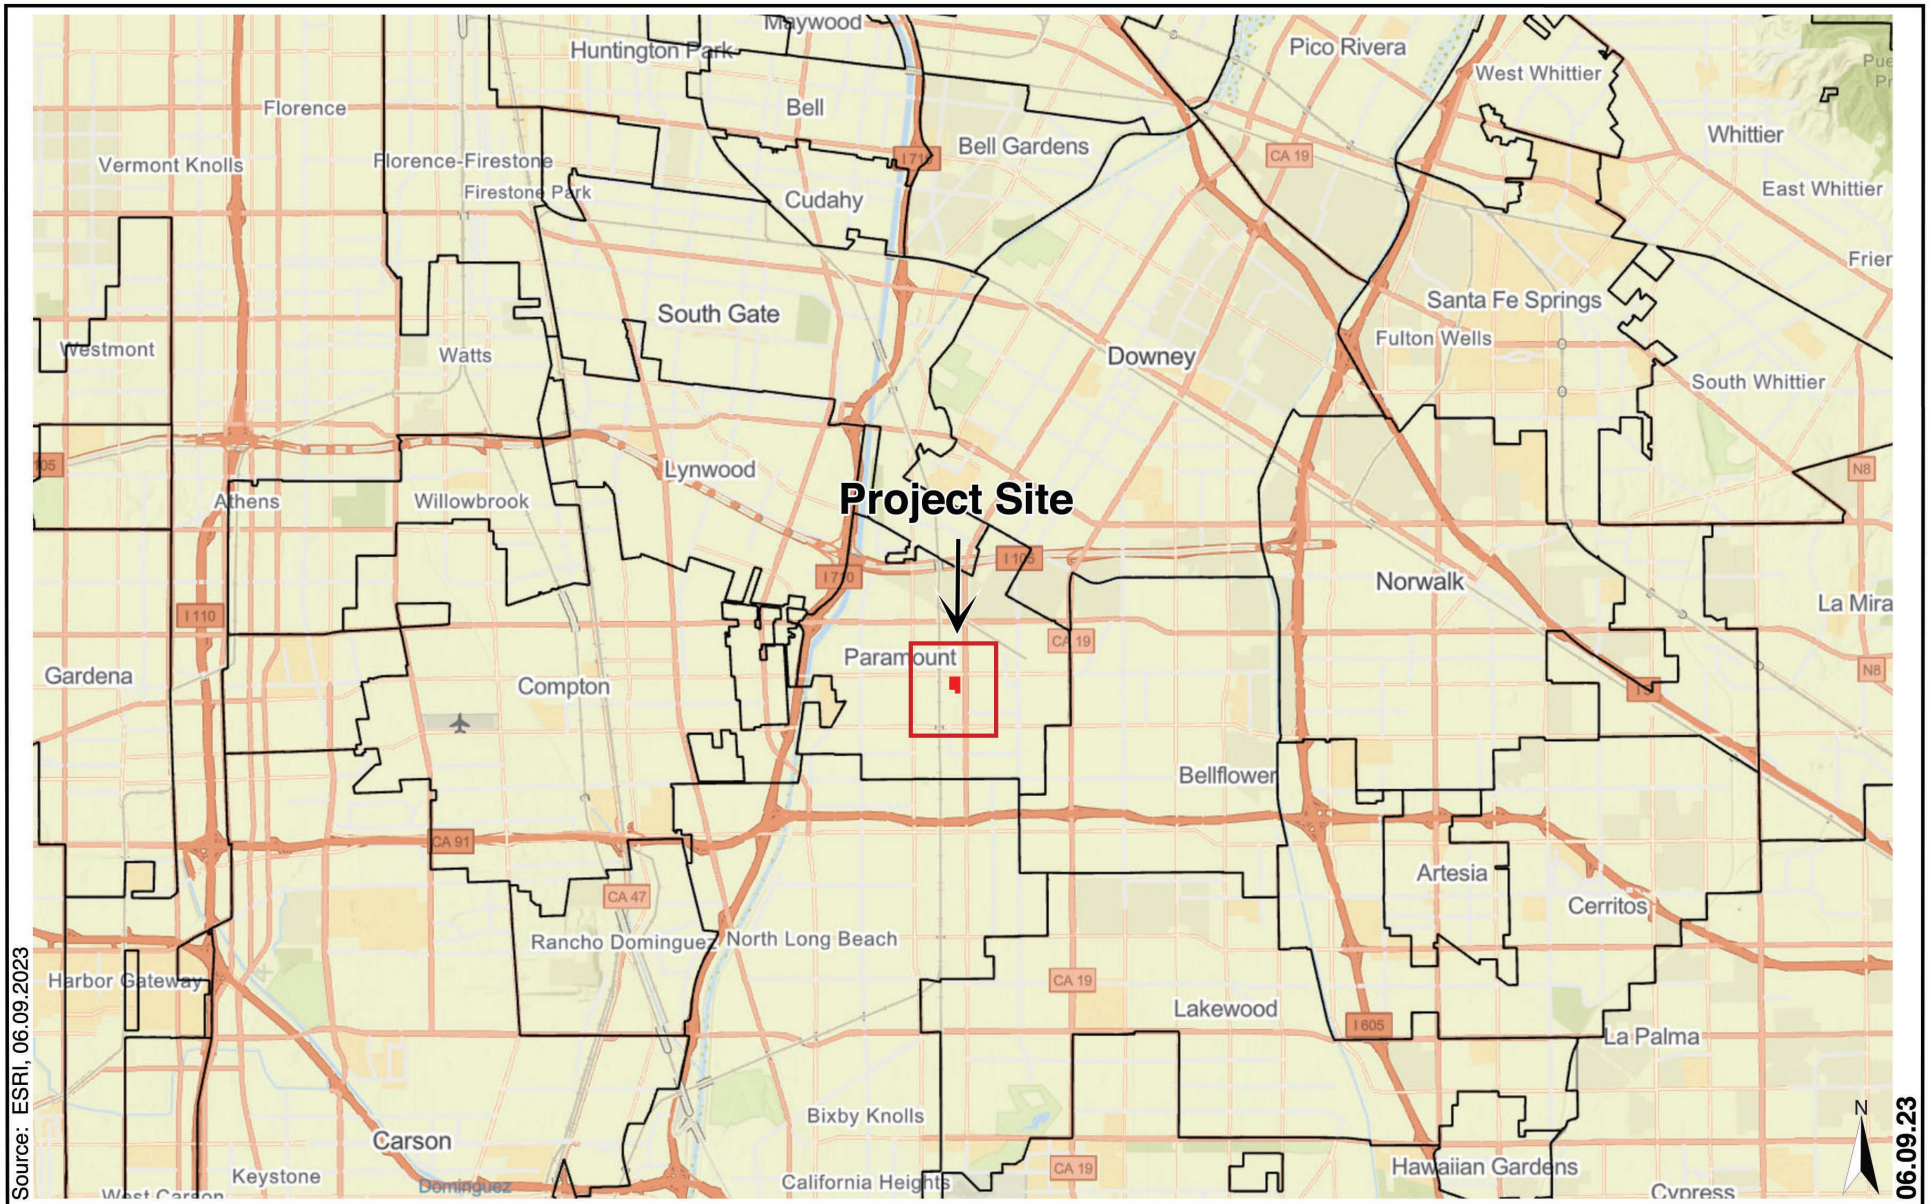 Maywood
Huntington Park
Pico Rivera
West Whittier
Florence
Bell
Whittier
Vermont Knolls
Florence-Firestone
I 710
Bell Gardens
CA 19
Firestone Park
Cudahy
East Whittier
South Gate
Santa Fe Springs
Westmont
Watts
Downey
Fulton Wells
South Whittier
105
Lynwood
N8
Athens
Willowbrook
Project Site
I 710
I 105
Norwalk
I 110
La Mira
CA 19
Gardena
Compton
Paramount
N8
I 5
Bellflower
CA 91
CA 47
Artesia
Cerritos
Rancho Dominguez
North Long Beach
Harbor Gateway
CA 19
Lakewood
I 605
La Palma
Bixby Knolls
Carson
Keystone
Dominguez
California Heights
CA 19
Hawaiian Gardens
West Carson
Cypress
N
Source: ESRI, 06.09.2023
06.09.23